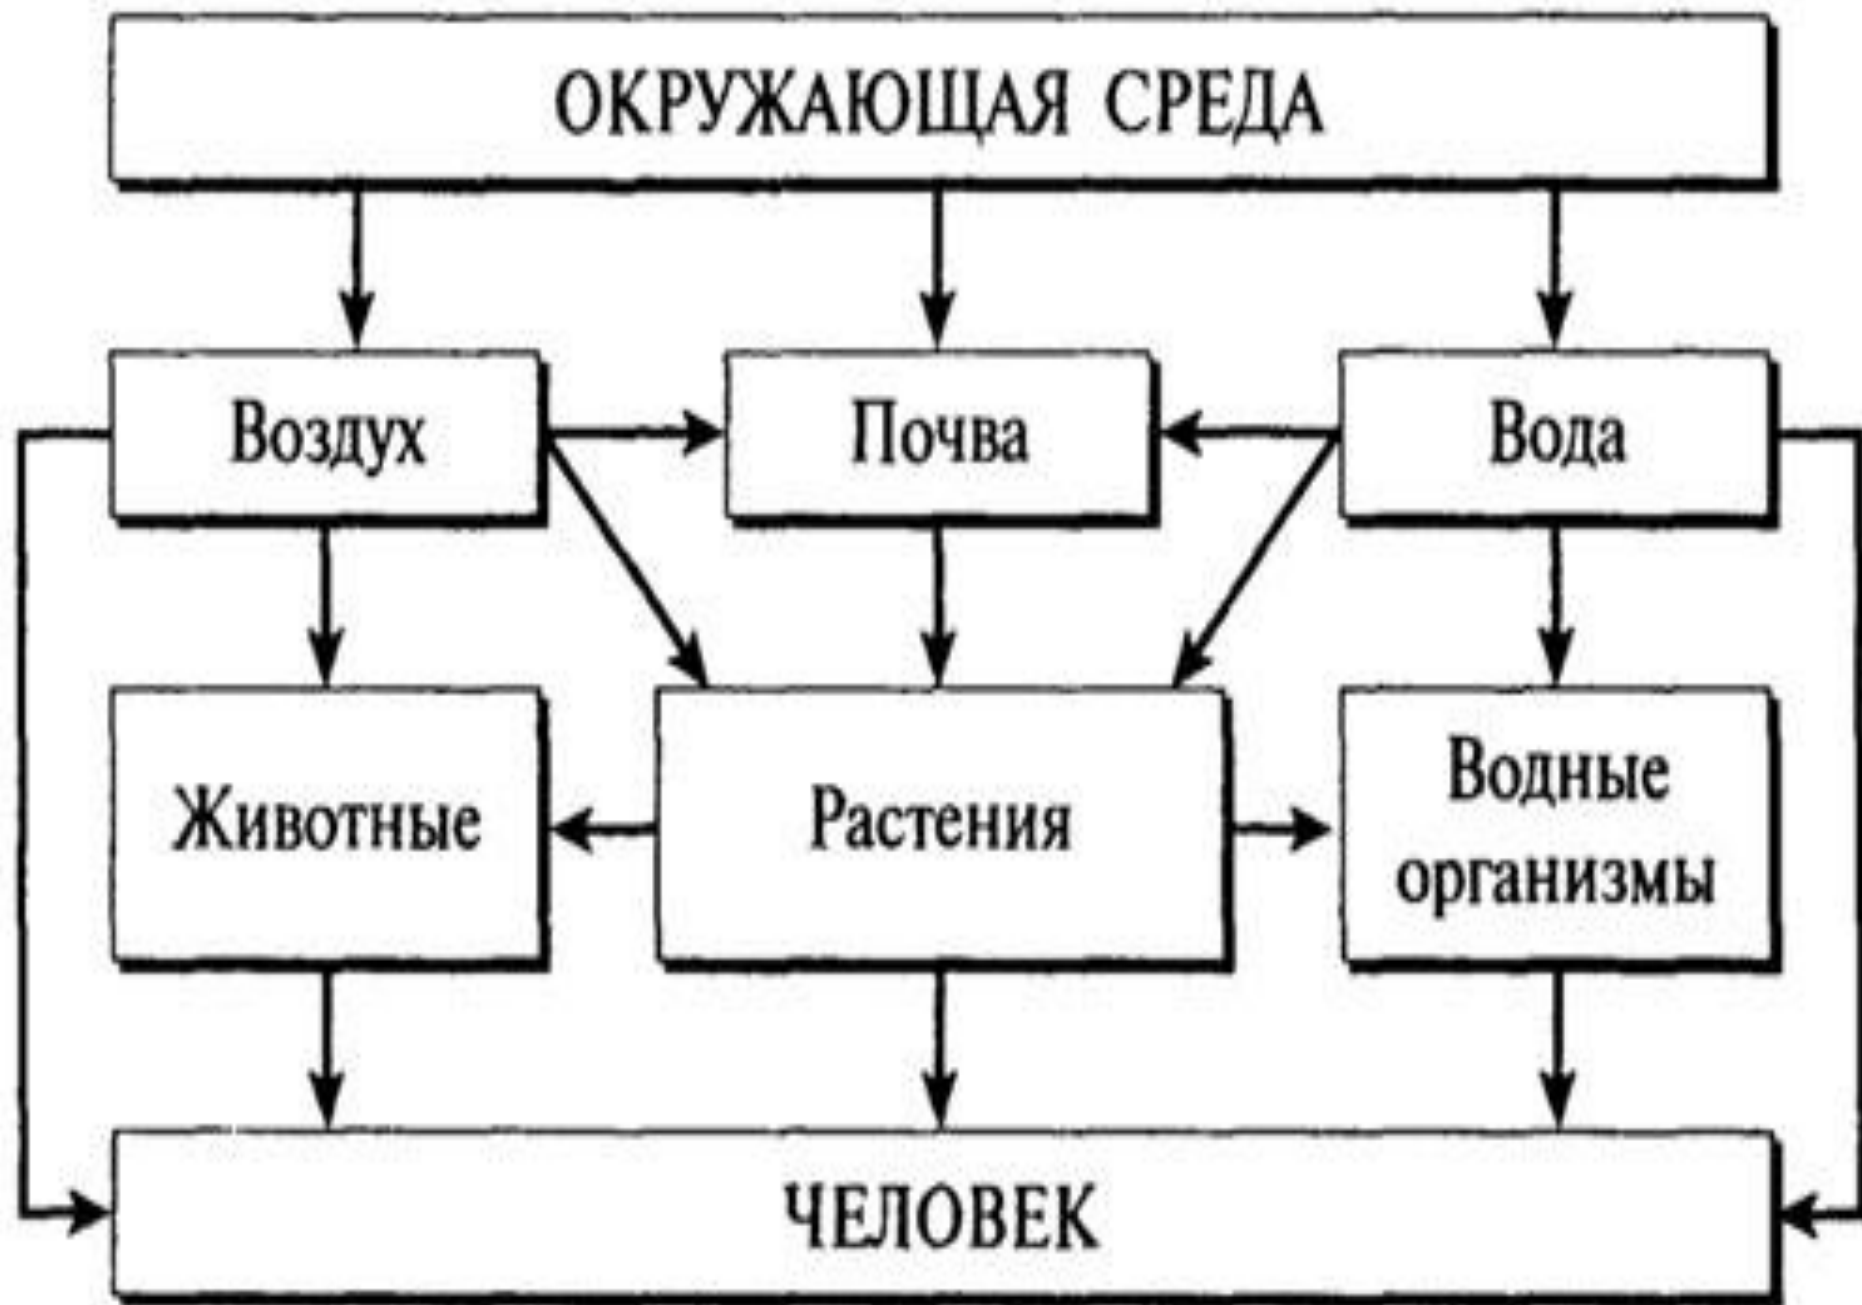 ОКРУЖАЮЩАЯ СРЕДА
Воздух
Почва
Вода
Животные
Растения
Водные
организмы
ЧЕЛОВЕК